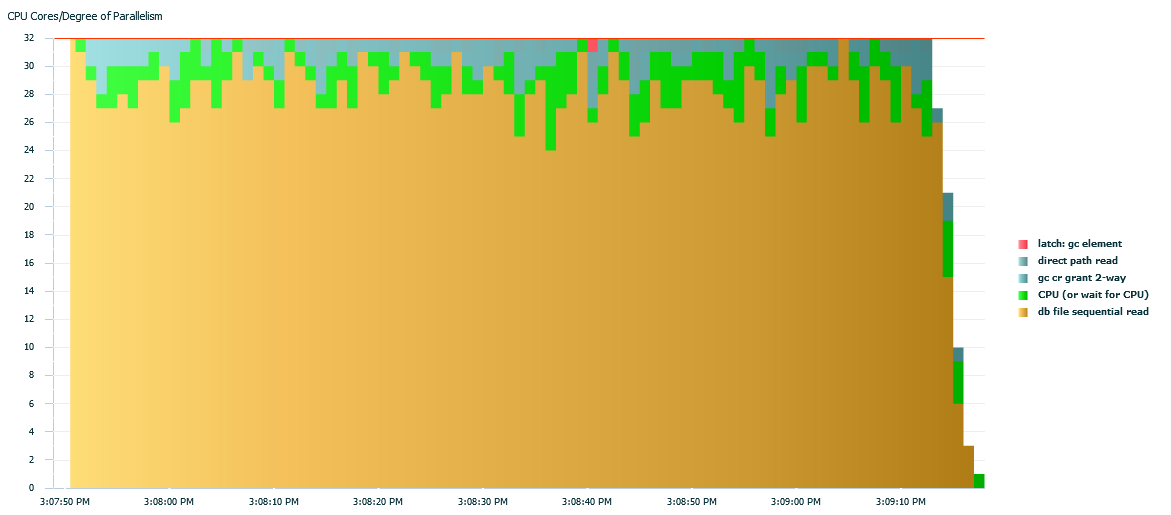 CPU Cores/Degree of Parallelism
32
30
28
26
24
22
20
18
16
14
12
10
8
6
4
2
0
3:07:50 PM 3:08:00 PM 3:08:10 PM 3:08:20 PM 3:08:30 PM 3:08:40 PM 3:08:50 PM 3:09:00 PM 3:09:10 PM
latch: gc element
direct path read
gc cr grant 2-way
CPU (or wait for CPU)
db file sequential read